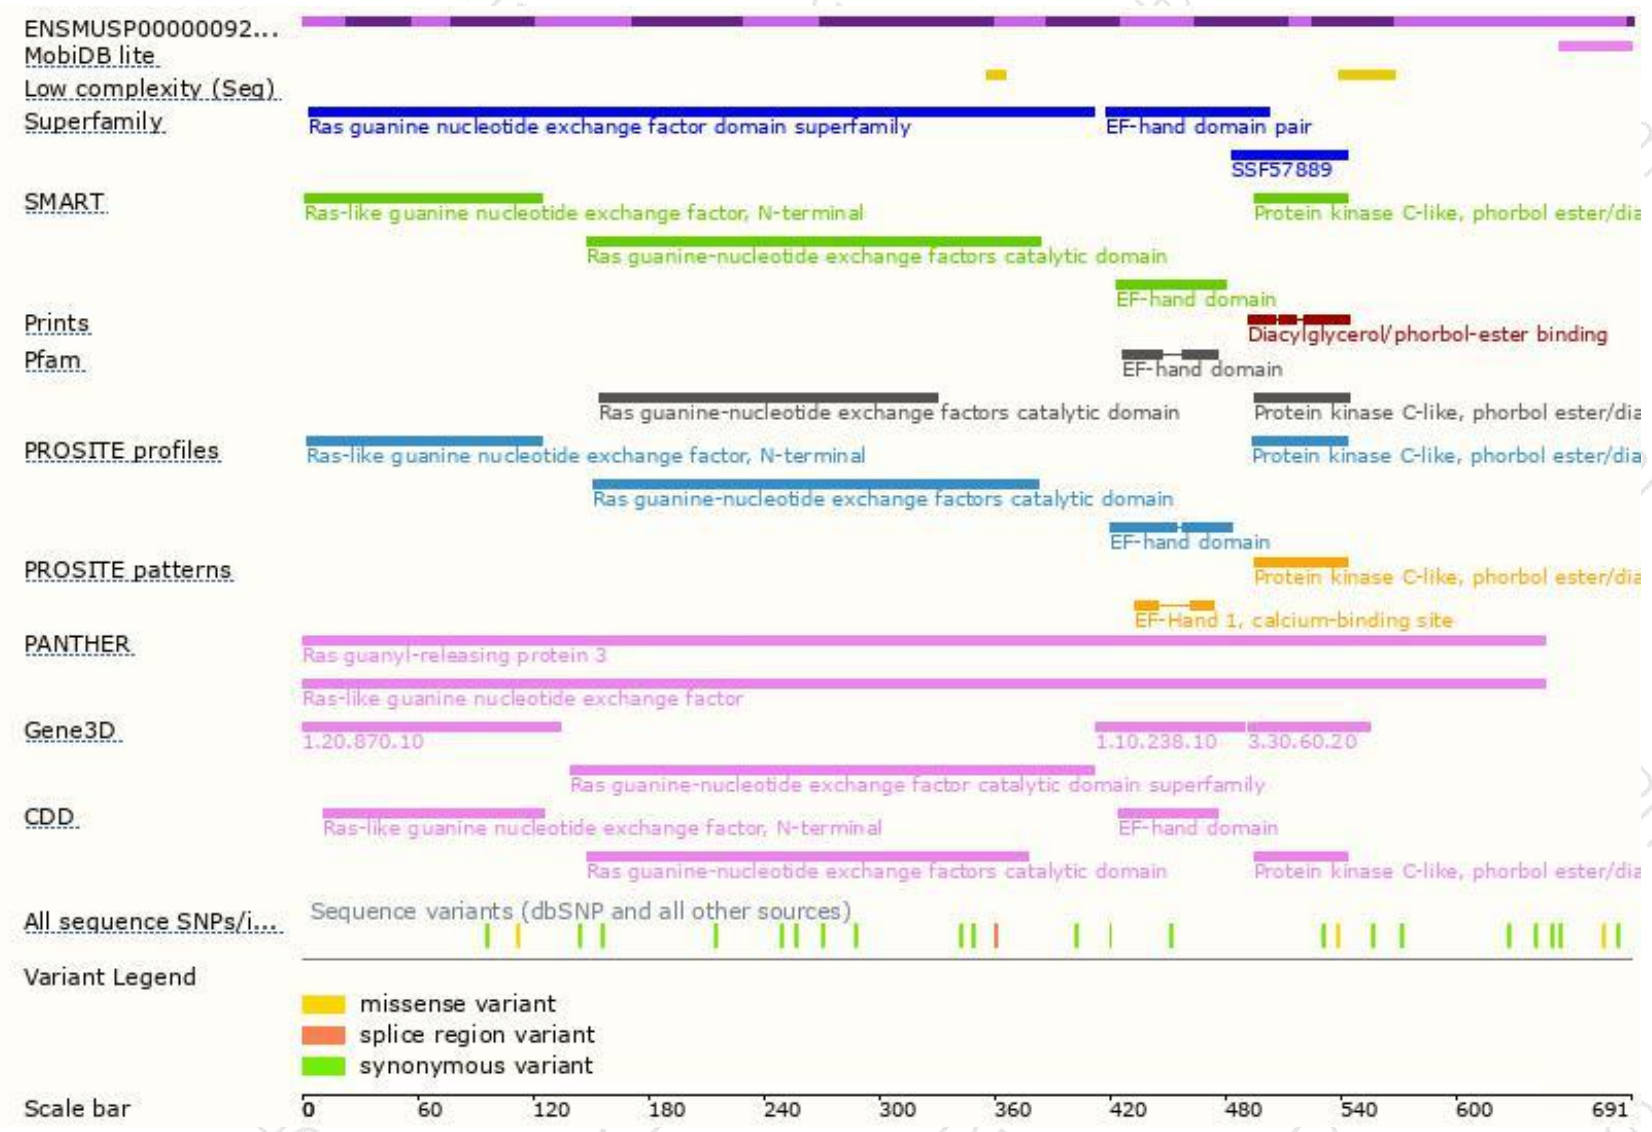 ENSMUSP00000092...
MobiDB lite
Low complexity (Seg)
Superfamily
Ras guanine nucleotide exchange factor domain superfamily
EF-hand domain pair
SSF57889
SMART
Ras-like guanine nucleotide exchange factor, N-terminal
Protein kinase C-like, phorbol ester/dia
Ras guanine-nucleotide exchange factors catalytic domain
EF-hand domain
Prints
Diacylglycerol/phorbol-ester binding
Pfam
EF-hand domain
Ras guanine-nucleotide exchange factors catalytic domain
Protein kinase C-like, phorbol ester/dia
PROSITE profiles
Ras-like guanine nucleotide exchange factor, N-terminal
Protein kinase C-like, phorbol ester/dia
Ras guanine-nucleotide exchange factors catalytic domain
EF-hand domain
PROSITE patterns
Protein kinase C-like, phorbol ester/dia
EF-Hand 1, calcium-binding site
PANTHER
Ras guanyl-releasing protein 3
Ras-like guanine nucleotide exchange factor
Gene3D
1.20.870.10
1.10.238.10
3.30.60.20
Ras guanine-nucleotide exchange factor catalytic domain superfamily
CDD
Ras-like guanine nucleotide exchange factor, N-terminal
EF-hand domain
Ras guanine-nucleotide exchange factors catalytic domain
Protein kinase C-like, phorbol ester/dia
All sequence SNPs/i...
Sequence variants (dbSNP and all other sources)
Variant Legend
missense variant
splice region variant
synonymous variant
Scale bar
0 60 120 180 240 300 360 420 480 540 600 691